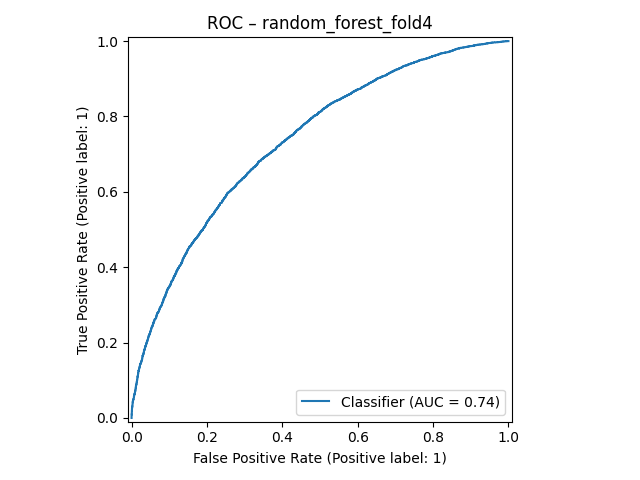 ROC – random_forest_fold4
True Positive Rate (Positive label: 1)
1.0
0.8
0.6
0.4
0.2
0.0
Classifier (AUC = 0.74)
0.0 0.2 0.4 0.6 0.8 1.0
False Positive Rate (Positive label: 1)